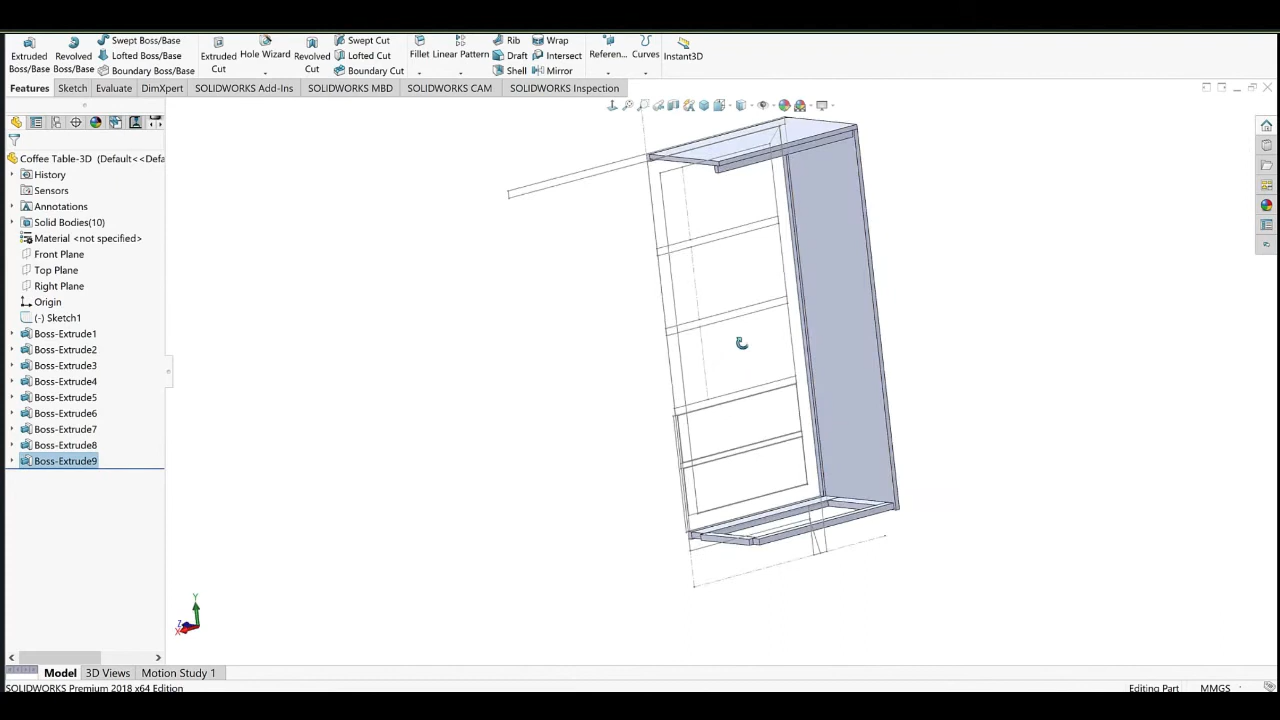 Extruded Boss/Base
Revolved Boss/Base
Swept Boss/Base
Lofted Boss/Base
Boundary Boss/Base
Extruded Cut
Hole Wizard
Revolved Cut
Swept Cut
Lofted Cut
Boundary Cut
Fillet
Linear Pattern
Rib
Draft
Shell
Wrap
Intersect
Mirror
Referen...
Curves
Instant3D
Features
Sketch
Evaluate
DimXpert
SOLIDWORKS Add-Ins
SOLIDWORKS MBD
SOLIDWORKS CAM
SOLIDWORKS Inspection
Coffee Table-3D (Default<<Defa
History
Sensors
Annotations
Solid Bodies(10)
Material <not specified>
Front Plane
Top Plane
Right Plane
Origin
(-) Sketch1
Boss-Extrude1
Boss-Extrude2
Boss-Extrude3
Boss-Extrude4
Boss-Extrude5
Boss-Extrude6
Boss-Extrude7
Boss-Extrude8
Boss-Extrude9
Y
Z
X
Model
3D Views
Motion Study 1
SOLIDWORKS Premium 2018 x64 Edition
Editing Part
MMGS